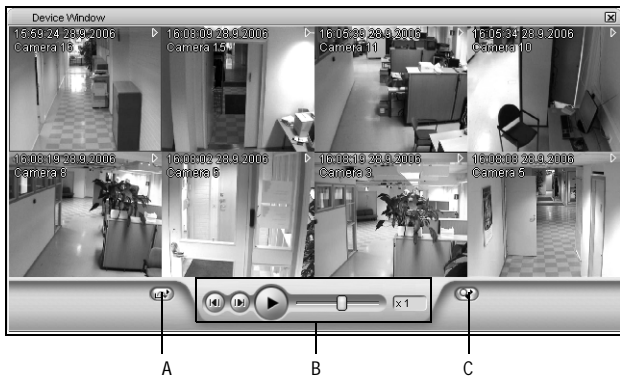 Device Window
15:59:24 28.9.2006
Camera 16
16:08:09 28.9.2006
Camera 15
16:05:39 28.9.2006
Camera 11
16:05:34 28.9.2006
Camera 10
16:08:19 28.9.2006
Camera 8
16:08:02 28.9.2006
Camera 6
16:08:19 28.9.2006
Camera 3
16:08:08 28.9.2006
Camera 5
x 1
A
B
C